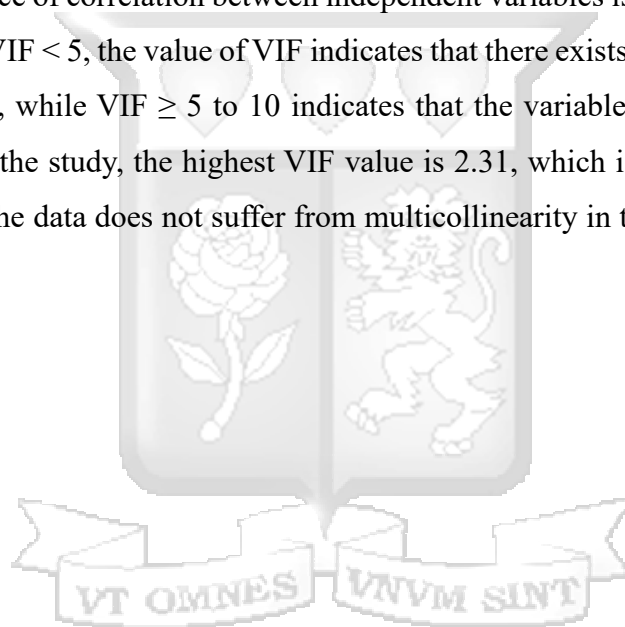 ce of correlation between independent variables is
VIF < 5, the value of VIF indicates that there exists
, while VIF ≥ 5 to 10 indicates that the variable
the study, the highest VIF value is 2.31, which i
ne data does not suffer from multicollinearity in t
VT OMNES VNVM SINT